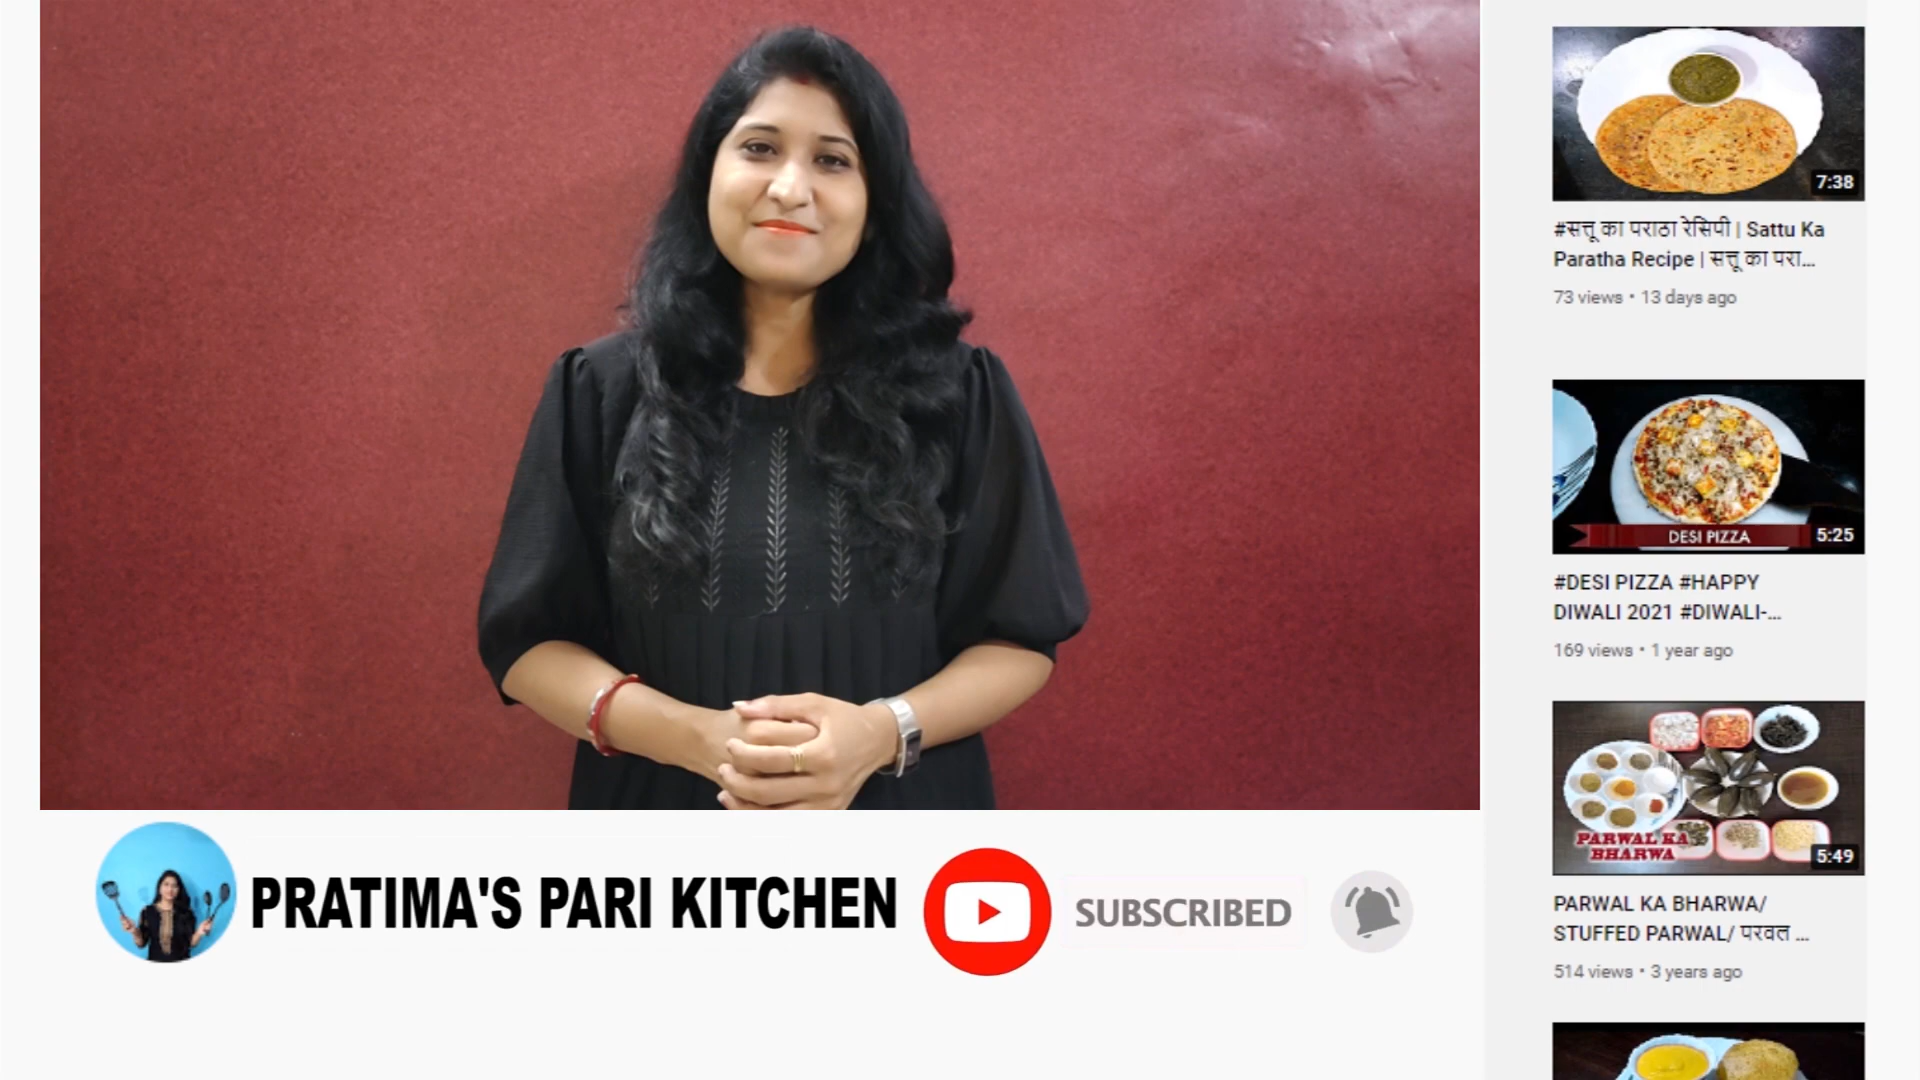 PRATIMA'S PARI KITCHEN
SUBSCRIBED
7:38
#सत्तू का पराठा रेसिपी | Sattu Ka
Paratha Recipe | सत्तू का परा...
73 views • 13 days ago
DESI PIZZA
5:25
#DESI PIZZA #HAPPY
DIWALI 2021 #DIWALI-...
169 views • 1 year ago
PARWAL KA
BHARWA
5:49
PARWAL KA BHARWA/
STUFFED PARWAL/ परवल ...
514 views • 3 years ago